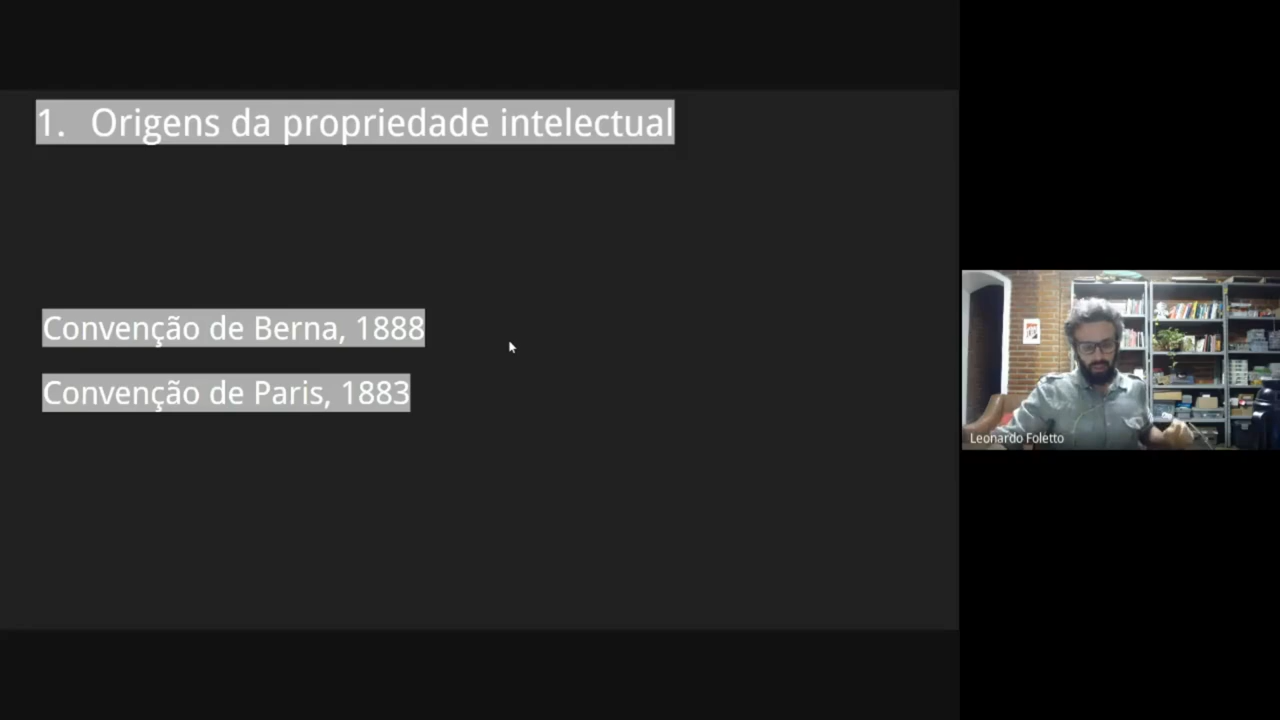 1. Origens da propriedade intelectual
Convenção de Berna, 1888
Convenção de Paris, 1883
Leonardo Foletto